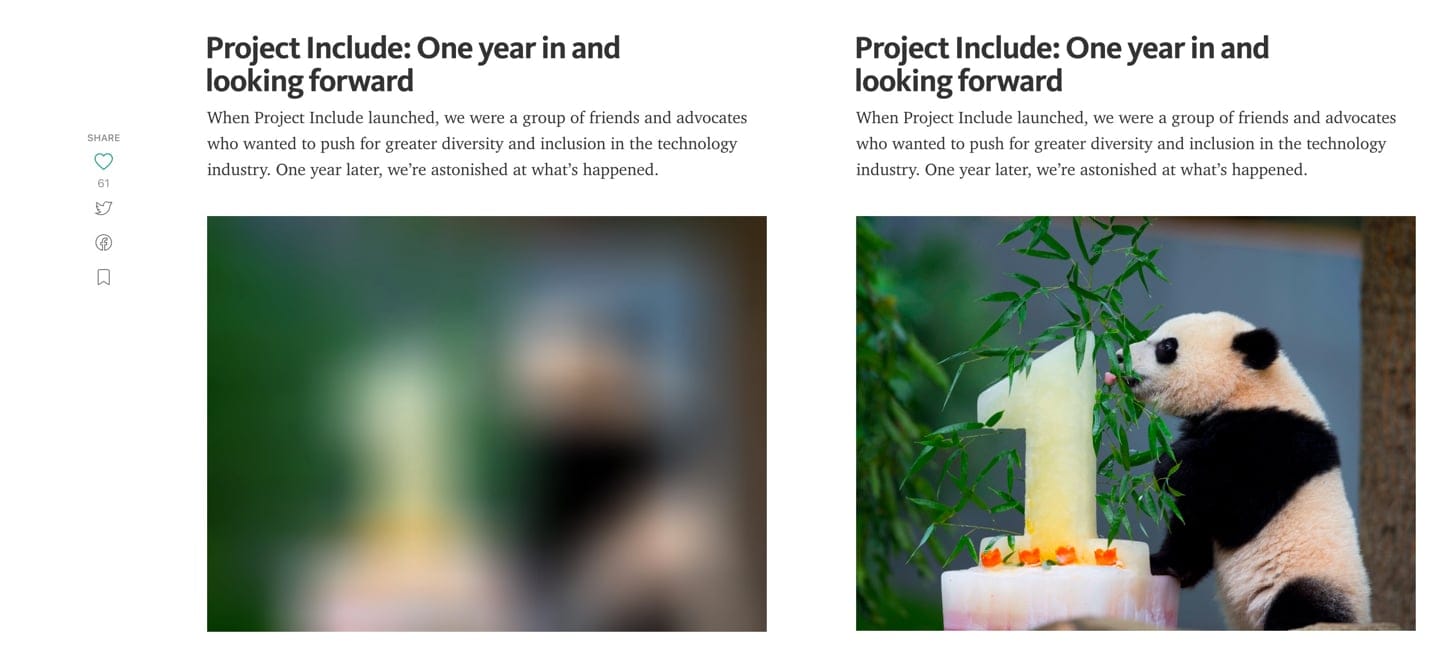 Project Include: One year in and
looking forward
When Project Include launched, we were a group of friends and advocates
who wanted to push for greater diversity and inclusion in the technology
industry. One year later, we’re astonished at what’s happened.
SHARE
61
Project Include: One year in and
looking forward
When Project Include launched, we were a group of friends and advocates
who wanted to push for greater diversity and inclusion in the technology
industry. One year later, we’re astonished at what’s happened.
1